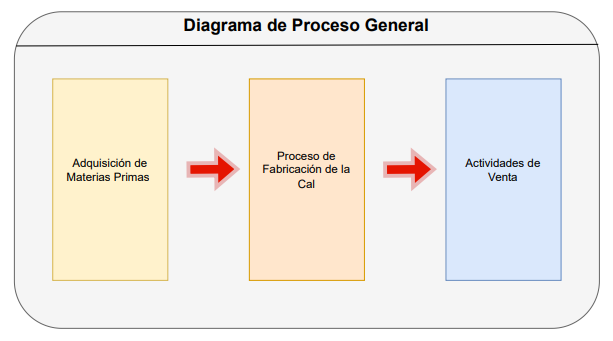 Diagrama de Proceso General
Adquisición de
Materias Primas
Proceso de
Fabricación de la
Cal
Actividades de
Venta